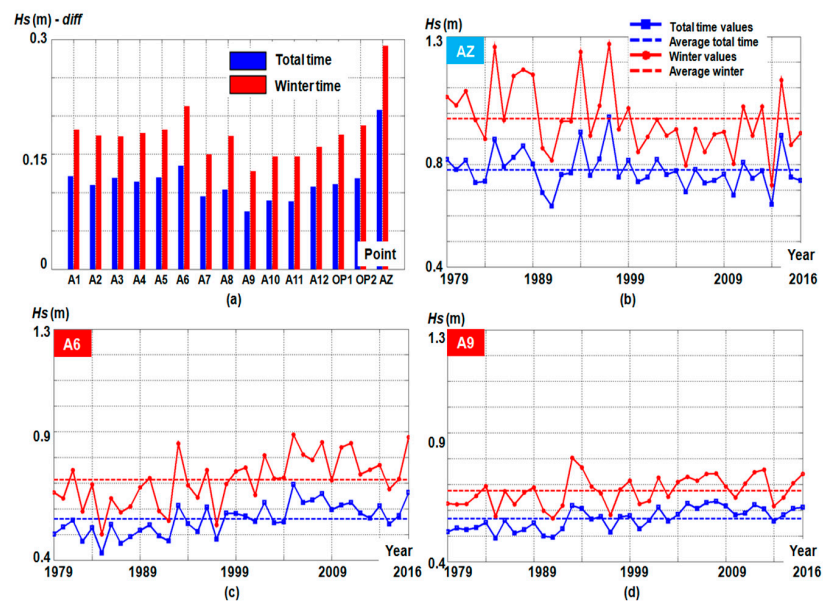 Hs (m) - diff
0.3
0.15
0
Total time
Winter time
Point
A1 A2 A3 A4 A5 A6 A7 A8 A9 A10 A11 A12 OP1 OP2 AZ
(a)
Hs (m)
1.3
0.8
0.4
AZ
Total time values
Average total time
Winter values
Average winter
Year
1979 1989 1999 2009 2016
(b)
Hs (m)
1.3
0.9
0.4
A6
Year
1979 1989 1999 2009 2016
(c)
Hs (m)
1.3
0.9
0.4
A9
Year
1979 1989 1999 2009 2016
(d)